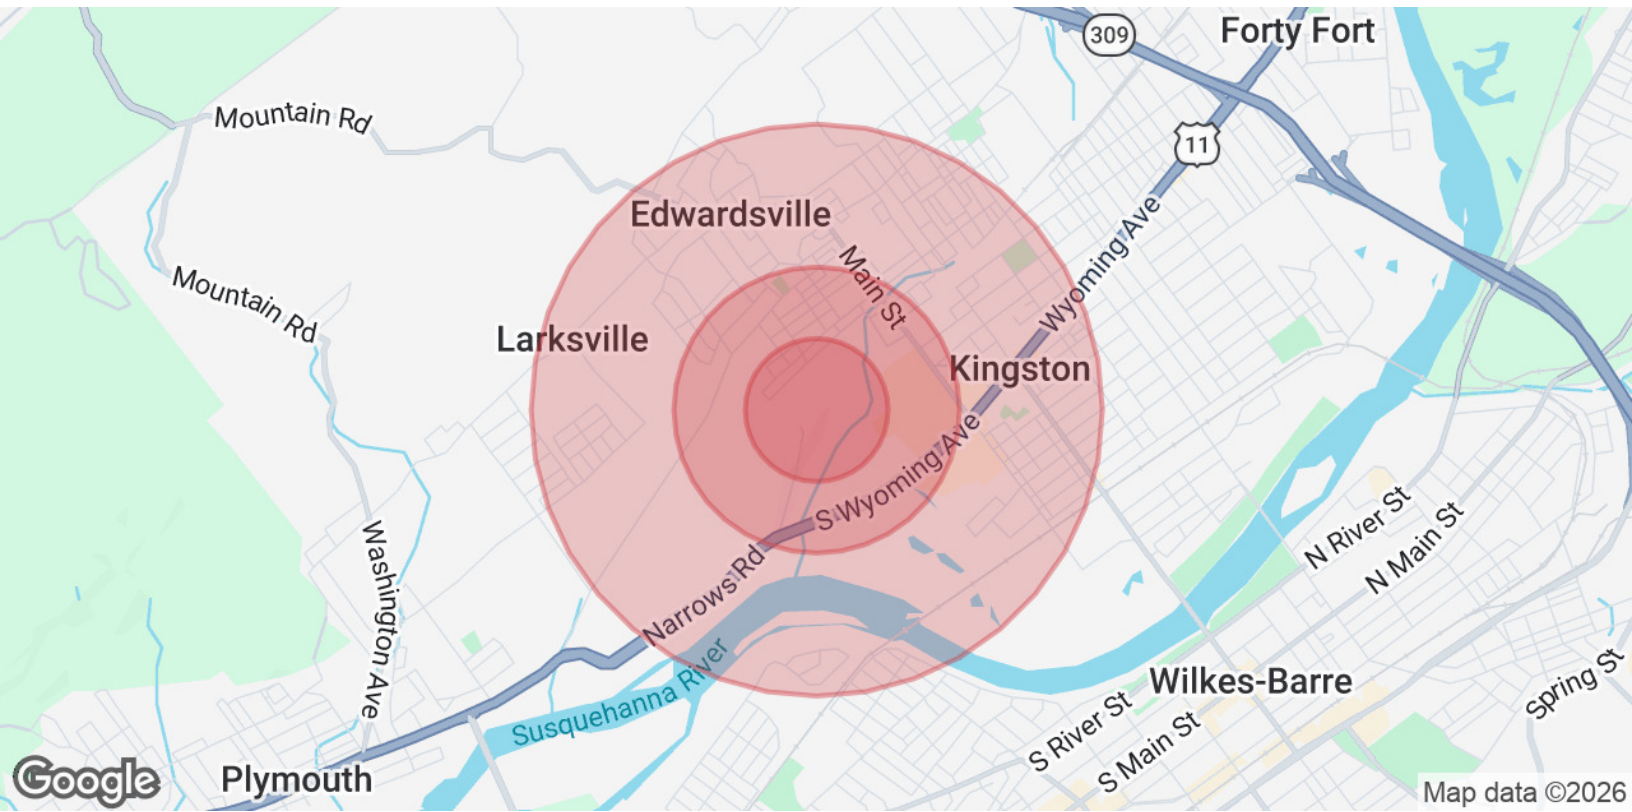 309
Forty Fort
Mountain Rd
11
Edwardsville
Wyoming Ave
Main St
Mountain Rd
Larksville
Kingston
S Wyoming Ave
N River St
N Main St
Washington Ave
Narrows Rd
Susquehanna River
Wilkes-Barre
Spring St
S River St
S Main St
Plymouth
Google
Map data ©2026